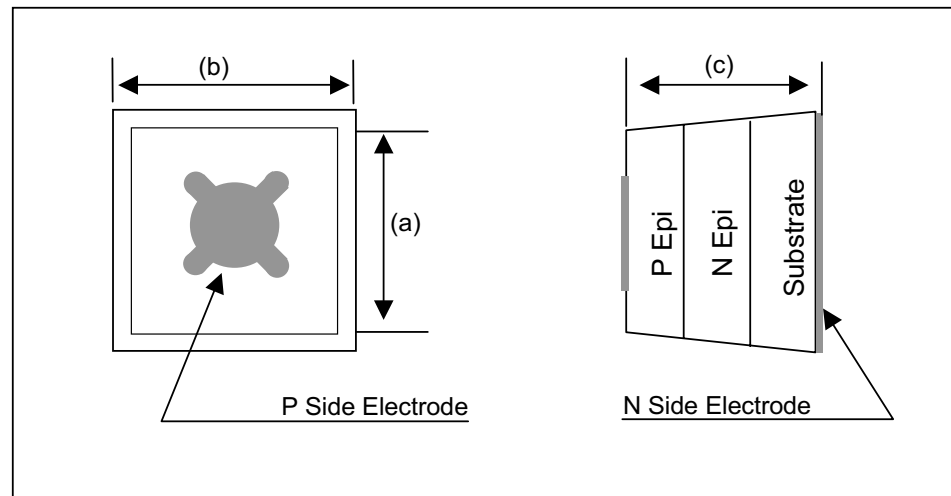 (b)
(a)
P Side Electrode
(c)
P Epi
N Epi
Substrate
N Side Electrode